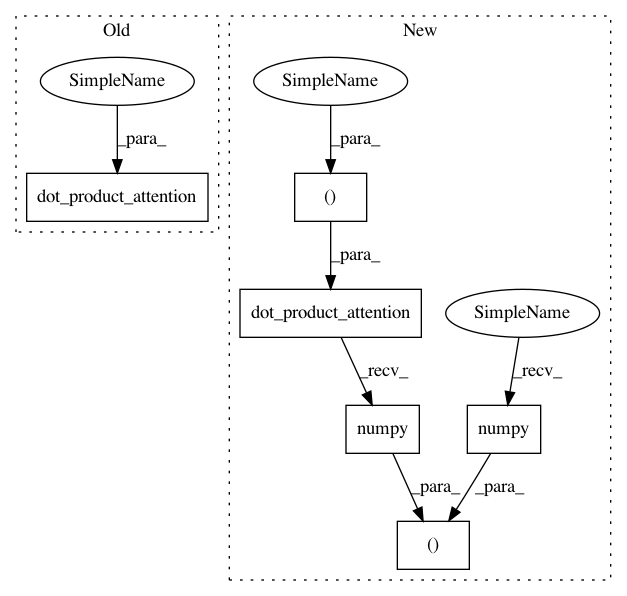 Old
New
SimpleName
SimpleName
_para_
_para_
dot_product_attention
()
_para_
dot_product_attention
SimpleName
_recv_
_recv_
numpy
numpy
_para_
_para_
()